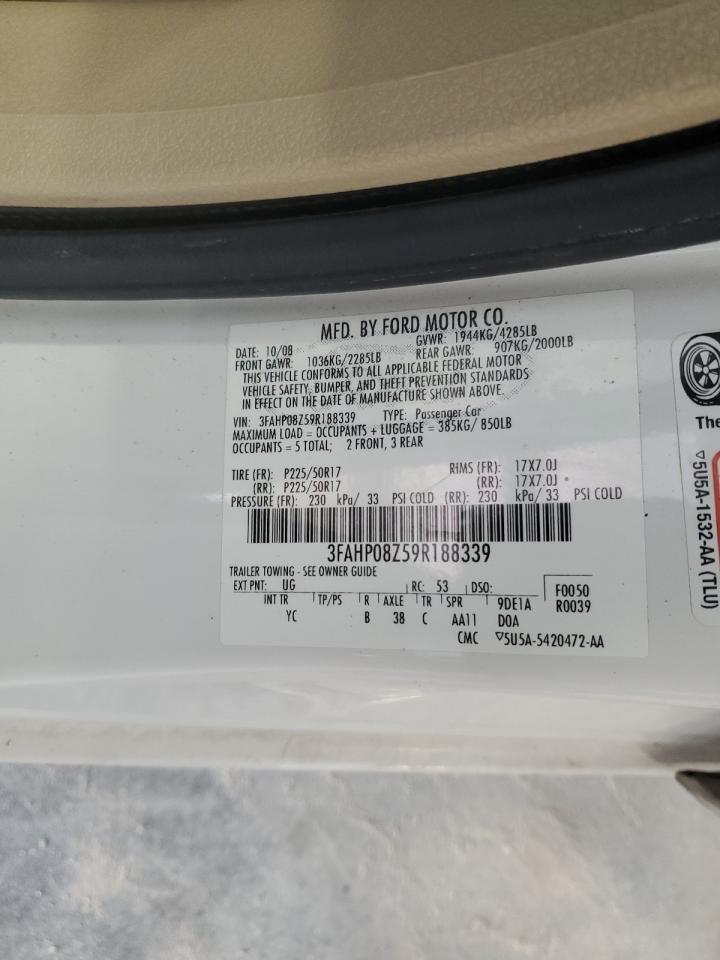 MFD. BY FORD MOTOR CO.
DATE: 10/08 GVWR: 1944KG/4285LB
FRONT GAWR: 1036KG/2285LB REAR GAWR: 907KG/2000LB
THIS VEHICLE CONFORMS TO ALL APPLICABLE FEDERAL MOTOR
VEHICLE SAFETY, BUMPER, AND THEFT PREVENTION STANDARDS
IN EFFECT ON THE DATE OF MANUFACTURE SHOWN ABOVE.
VIN: 3FAHP08Z59R188339 TYPE: Passenger Car
MAXIMUM LOAD = OCCUPANTS + LUGGAGE = 385KG/ 850LB
OCCUPANTS = 5 TOTAL; 2 FRONT, 3 REAR
TIRE (FR): P225/50R17 RIMS (FR): 17X7.0J
(RR): P225/50R17 (RR): 17X7.0J
PRESSURE (FR): 230 kPa/ 33 PSI COLD (RR): 230 kPa/ 33 PSI COLD
3FAHP08Z59R188339
TRAILER TOWING - SEE OWNER GUIDE
EXT PNT: UG RC: 53 DSO: F0050
INT TR TP/PS R AXLE TR SPR 9DE1A R0039
YC B 38 C AA11 D0A
CMC ▽5U5A-5420472-AA
The
▽5U5A-1532-AA (TLU)